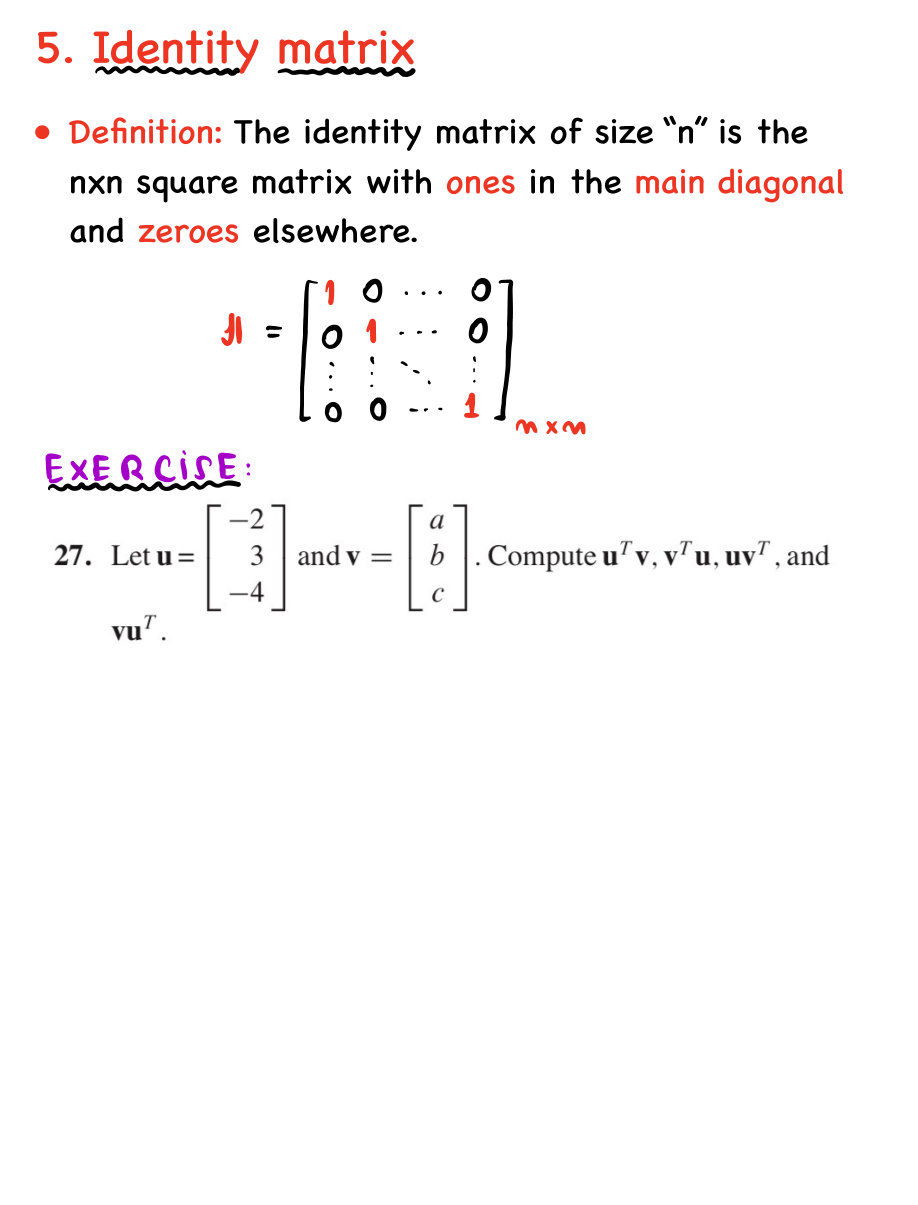 5. Identity matrix
• Definition: The identity matrix of size “n” is the
nxn square matrix with ones in the main diagonal
and zeroes elsewhere.
1 0 ... 0
𝟙 = 0 1 ... 0
⋮ ⋮ ⋱ ⋮
0 0 ... 1
n x n
EXERCISE:
−2 a
27. Let u = 3 and v = b . Compute uᵀv, vᵀu, uvᵀ, and
−4 c
vuᵀ.